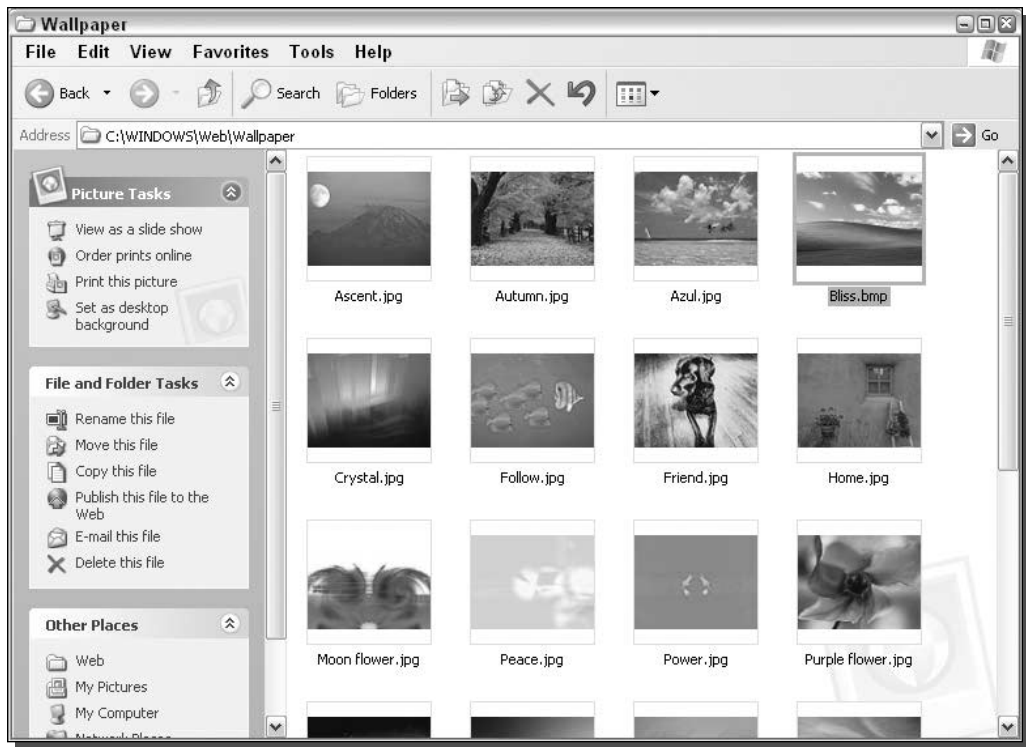 Wallpaper
File Edit View Favorites Tools Help
Back Search Folders
Address C:\WINDOWS\Web\Wallpaper Go
Picture Tasks
View as a slide show
Order prints online
Print this picture
Set as desktop
background
File and Folder Tasks
Rename this file
Move this file
Copy this file
Publish this file to the
Web
E-mail this file
Delete this file
Other Places
Web
My Pictures
My Computer
Network Places
Ascent.jpg Autumn.jpg Azul.jpg Bliss.bmp
Crystal.jpg Follow.jpg Friend.jpg Home.jpg
Moon flower.jpg Peace.jpg Power.jpg Purple flower.jpg